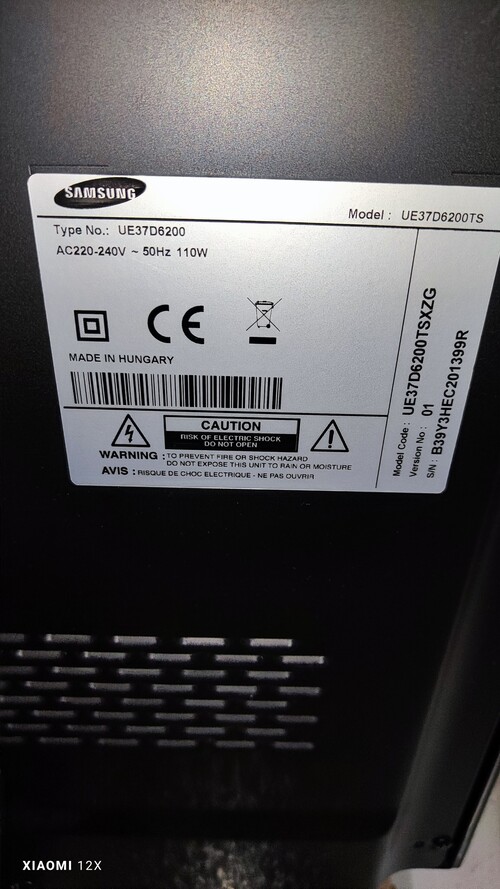 SAMSUNG
Model : UE37D6200TS
Type No.: UE37D6200
AC220-240V ~ 50Hz 110W
CE
MADE IN HUNGARY
CAUTION
RISK OF ELECTRIC SHOCK
DO NOT OPEN
WARNING : TO PREVENT FIRE OR SHOCK HAZARD
DO NOT EXPOSE THIS UNIT TO RAIN OR MOISTURE
AVIS : RISQUE DE CHOC ELECTRIQUE - NE PAS OUVRIR
Model Code : UE37D6200TSXZG
Version No : 01
S/N : B39Y3HEC201399R
XIAOMI 12X